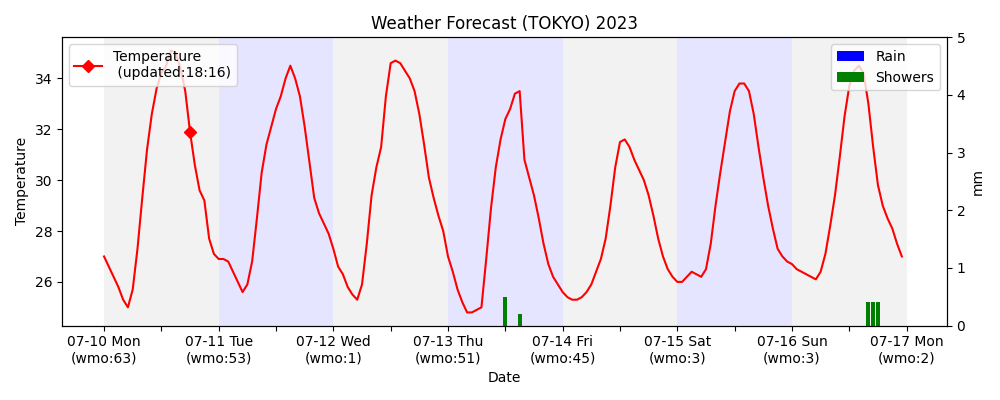 Weather Forecast (TOKYO) 2023
Temperature
(updated:18:16)
Rain
Showers
Temperature
34
32
30
28
26
5
4
3
2
1
0
mm
07-10 Mon 07-11 Tue 07-12 Wed 07-13 Thu 07-14 Fri 07-15 Sat 07-16 Sun 07-17 Mon
(wmo:63) (wmo:53) (wmo:1) (wmo:51) (wmo:45) (wmo:3) (wmo:3) (wmo:2)
Date